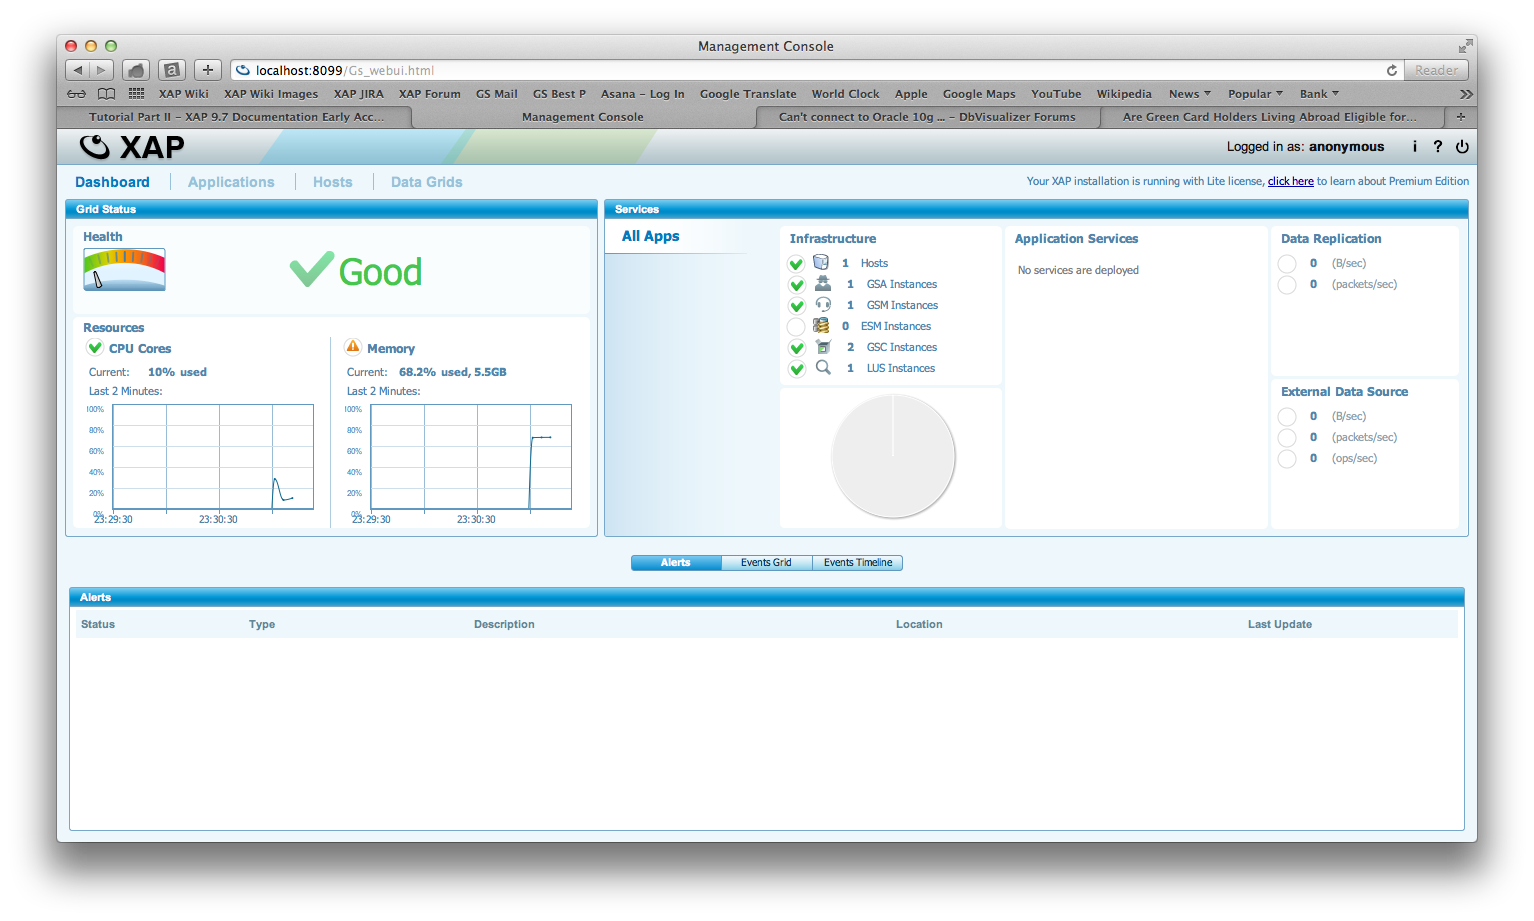 Management Console
localhost:8099/Gs_webui.html
Reader
XAP Wiki XAP Wiki Images XAP JIRA XAP Forum GS Mail GS Best P Asana – Log In Google Translate World Clock Apple Google Maps YouTube Wikipedia News Popular Bank
Tutorial Part II – XAP 9.7 Documentation Early Acc... Management Console Can't connect to Oracle 10g ... – DbVisualizer Forums Are Green Card Holders Living Abroad Eligible for...
XAP
Logged in as: anonymous i ?
Dashboard Applications Hosts Data Grids
Your XAP installation is running with Lite license, click here to learn about Premium Edition
Grid Status
Health
Good
Resources
CPU Cores
Current: 10% used
Last 2 Minutes:
100%
80%
60%
40%
20%
0%
23:29:30 23:30:30
Memory
Current: 68.2% used, 5.5GB
Last 2 Minutes:
100%
80%
60%
40%
20%
0%
23:29:30 23:30:30
Services
All Apps
Infrastructure
1 Hosts
1 GSA Instances
1 GSM Instances
0 ESM Instances
2 GSC Instances
1 LUS Instances
Application Services
No services are deployed
Data Replication
0 (B/sec)
0 (packets/sec)
External Data Source
0 (B/sec)
0 (packets/sec)
0 (ops/sec)
Alerts Events Grid Events Timeline
Alerts
Status Type Description Location Last Update